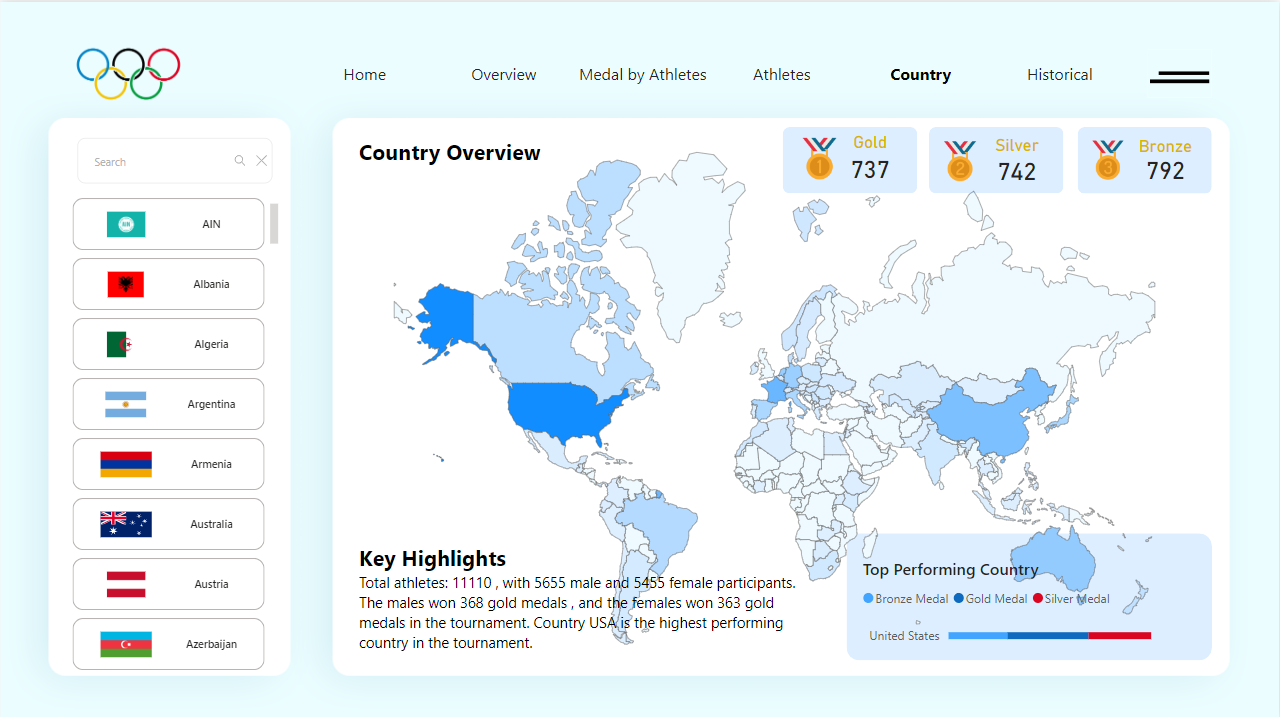 Home
Overview
Medal by Athletes
Athletes
Country
Historical
Search
AIN
Albania
Algeria
Argentina
Armenia
Australia
Austria
Azerbaijan
Country Overview
1
Gold
737
2
Silver
742
3
Bronze
792
Key Highlights
Total athletes: 11110 , with 5655 male and 5455 female participants.
The males won 368 gold medals , and the females won 363 gold
medals in the tournament. Country USA is the highest performing
country in the tournament.
Top Performing Country
Bronze Medal Gold Medal Silver Medal
United States